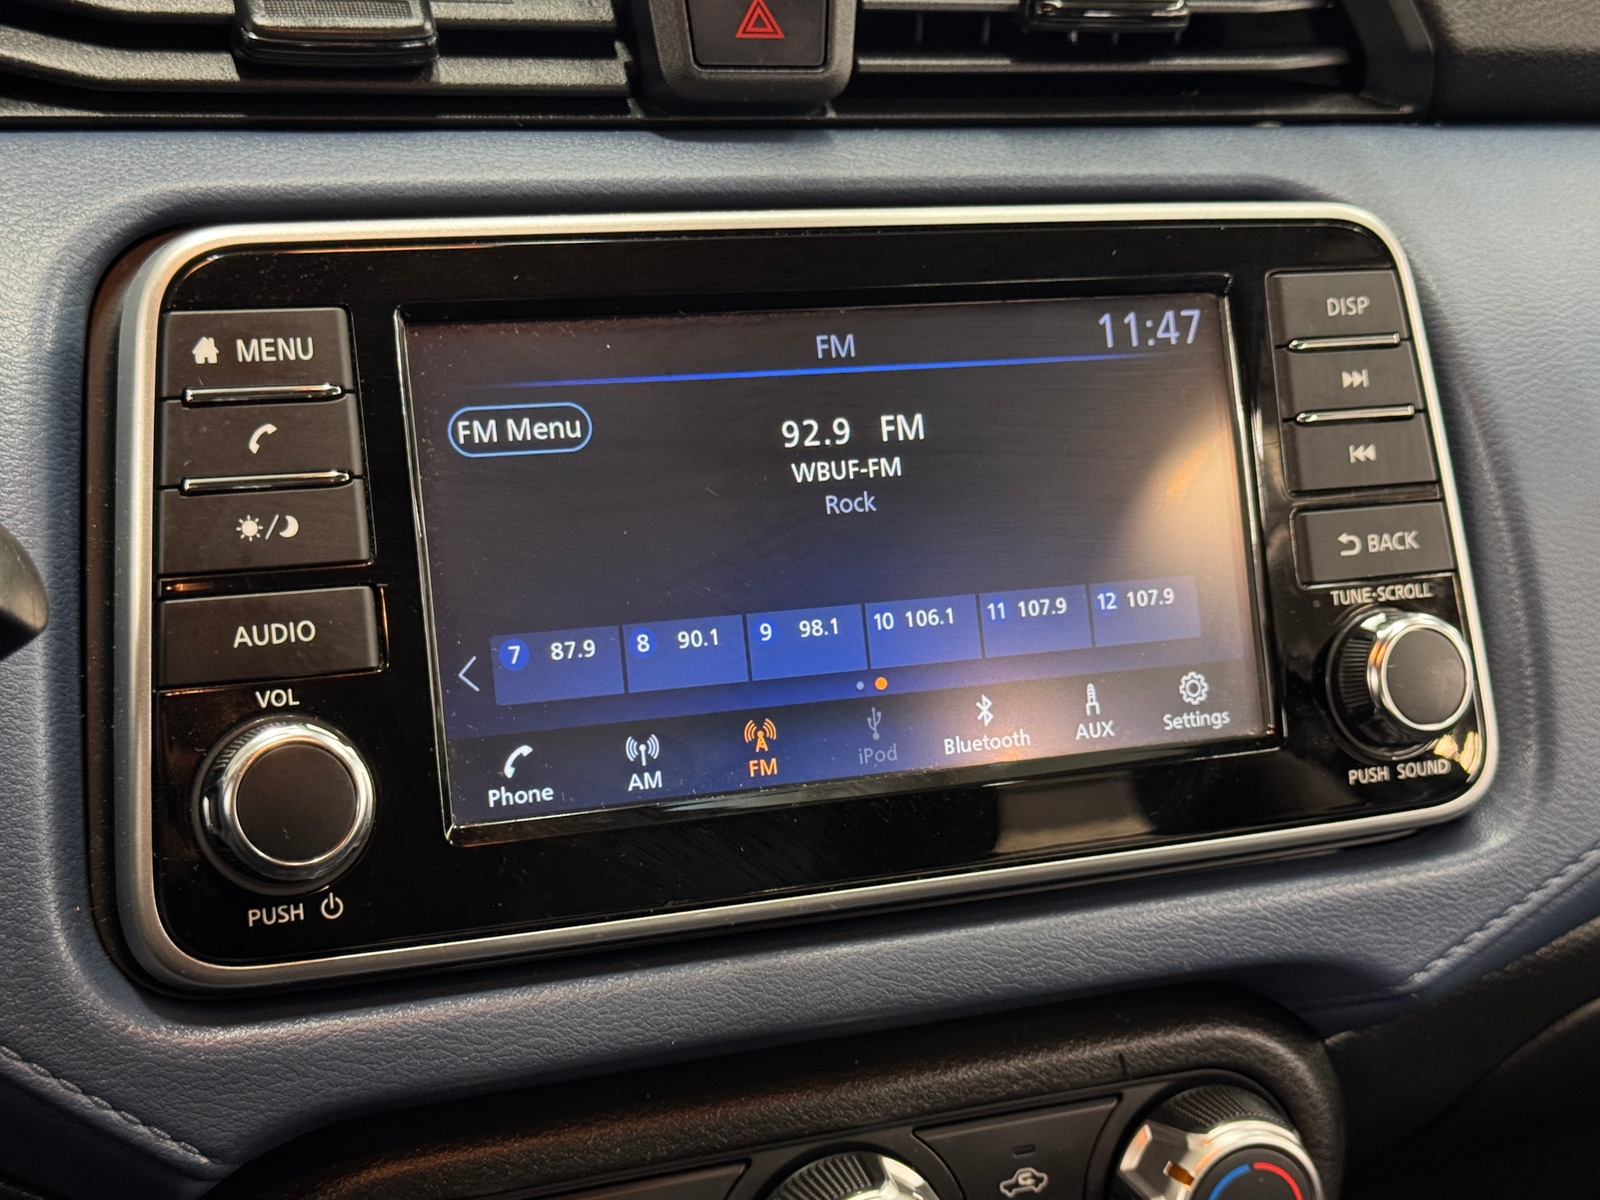 MENU
AUDIO
VOL
PUSH
FM
11:47
FM Menu
92.9 FM
WBUF-FM
Rock
7 87.9
8 90.1
9 98.1
10 106.1
11 107.9
12 107.9
Phone
AM
FM
iPod
Bluetooth
AUX
Settings
DISP
BACK
TUNE·SCROLL
PUSH SOUND